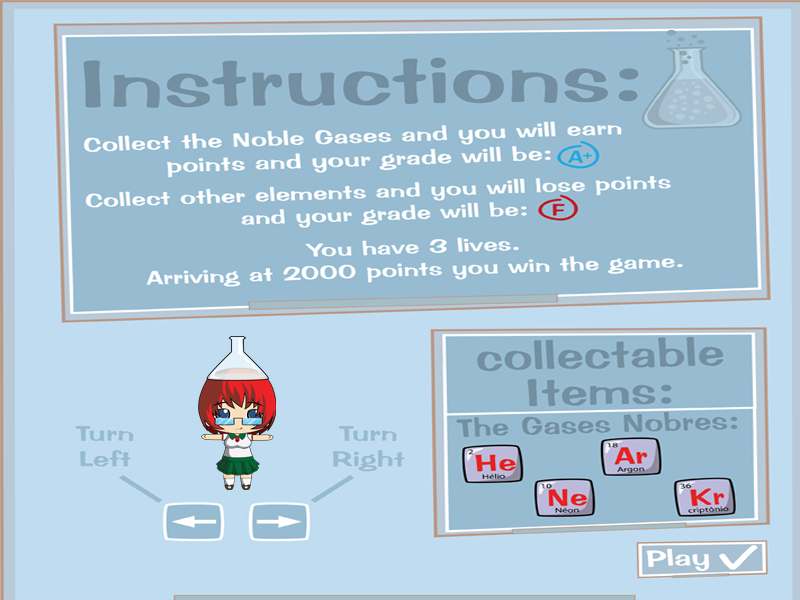 Instructions:
Collect the Noble Gases and you will earn
points and your grade will be: A+
Collect other elements and you will lose points
and your grade will be: F
You have 3 lives.
Arriving at 2000 points you win the game.
Turn
Left
Turn
Right
collectable
Items:
The Gases Nobres:
2
He
Hélio
18
Ar
Argon
10
Ne
Néon
36
Kr
criptônio
Play